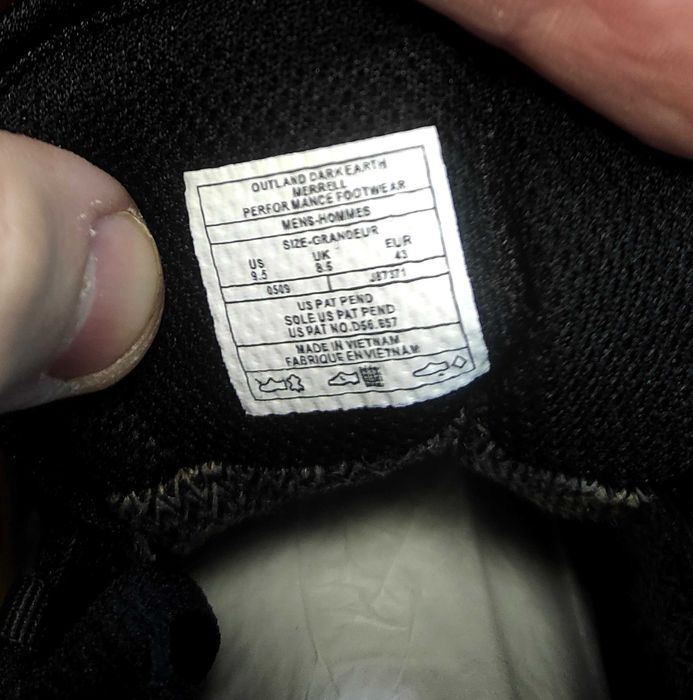 OUTLAND DARK EARTH
MERRELL
PERFORMANCE FOOTWEAR
MENS-HOMMES
SIZE-GRANDEUR
US UK EUR
9.5 8.5 43
0509 J87371
US PAT PEND
SOLE US PAT PEND
US PAT NO.D56.657
MADE IN VIETNAM
FABRIQUE EN VIETNAM